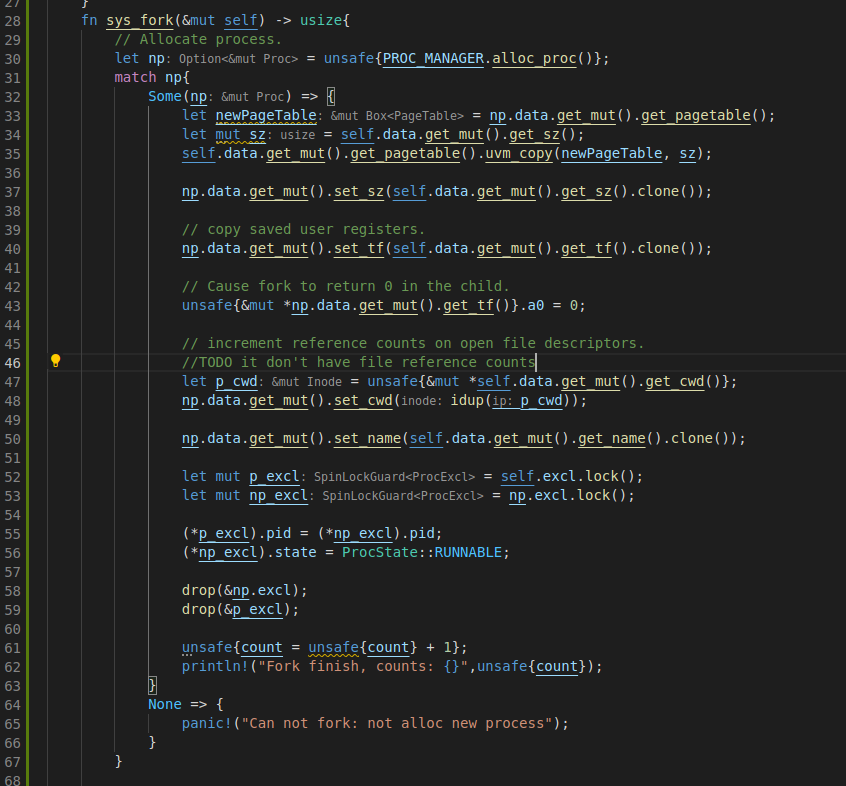 27 }
28 fn sys_fork(&mut self) -> usize{
29 // Allocate process.
30 let np: Option<&mut Proc> = unsafe{PROC_MANAGER.alloc_proc()};
31 match np{
32 Some(np: &mut Proc) => {
33 let newPageTable: &mut Box<PageTable> = np.data.get_mut().get_pagetable();
34 let mut sz: usize = self.data.get_mut().get_sz();
35 self.data.get_mut().get_pagetable().uvm_copy(newPageTable, sz);
36
37 np.data.get_mut().set_sz(self.data.get_mut().get_sz().clone());
38
39 // copy saved user registers.
40 np.data.get_mut().set_tf(self.data.get_mut().get_tf().clone());
41
42 // Cause fork to return 0 in the child.
43 unsafe{&mut *np.data.get_mut().get_tf()}.a0 = 0;
44
45 // increment reference counts on open file descriptors.
46 //TODO it don't have file reference counts
47 let p_cwd: &mut Inode = unsafe{&mut *self.data.get_mut().get_cwd()};
48 np.data.get_mut().set_cwd(inode: idup(ip: p_cwd));
49
50 np.data.get_mut().set_name(self.data.get_mut().get_name().clone());
51
52 let mut p_excl: SpinLockGuard<ProcExcl> = self.excl.lock();
53 let mut np_excl: SpinLockGuard<ProcExcl> = np.excl.lock();
54
55 (*p_excl).pid = (*np_excl).pid;
56 (*np_excl).state = ProcState::RUNNABLE;
57
58 drop(&np.excl);
59 drop(&p_excl);
60
61 unsafe{count = unsafe{count} + 1};
62 println!("Fork finish, counts: {}",unsafe{count});
63 }
64 None => {
65 panic!("Can not fork: not alloc new process");
66 }
67 }
68